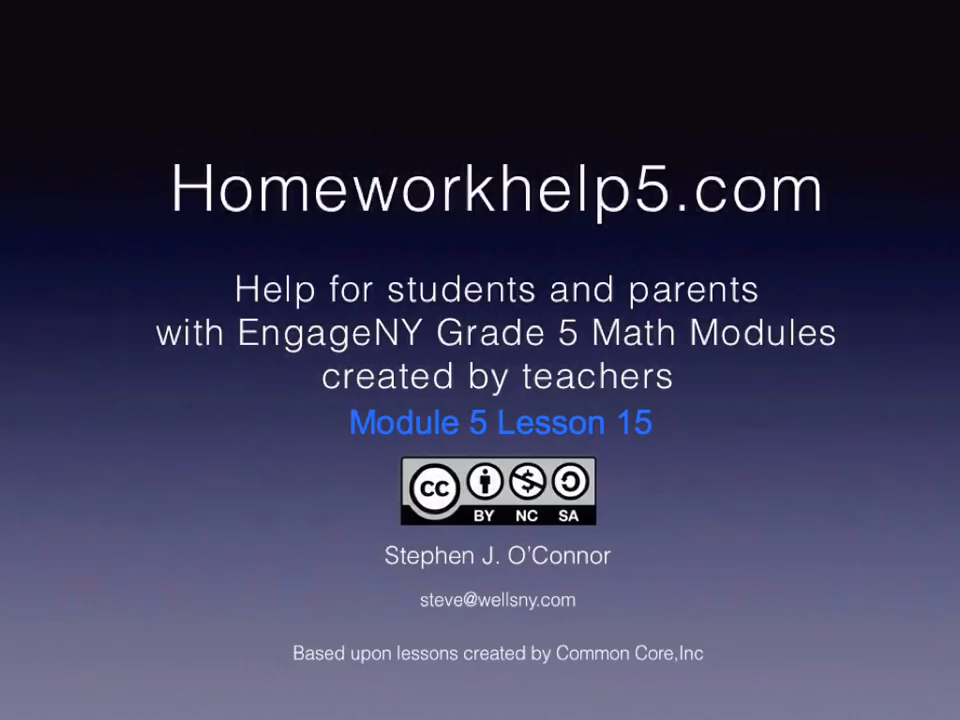 Homeworkhelp5.com
Help for students and parents
with EngageNY Grade 5 Math Modules
created by teachers
Module 5 Lesson 15
cc
BY NC SA
Stephen J. O’Connor
steve@wellsny.com
Based upon lessons created by Common Core,Inc